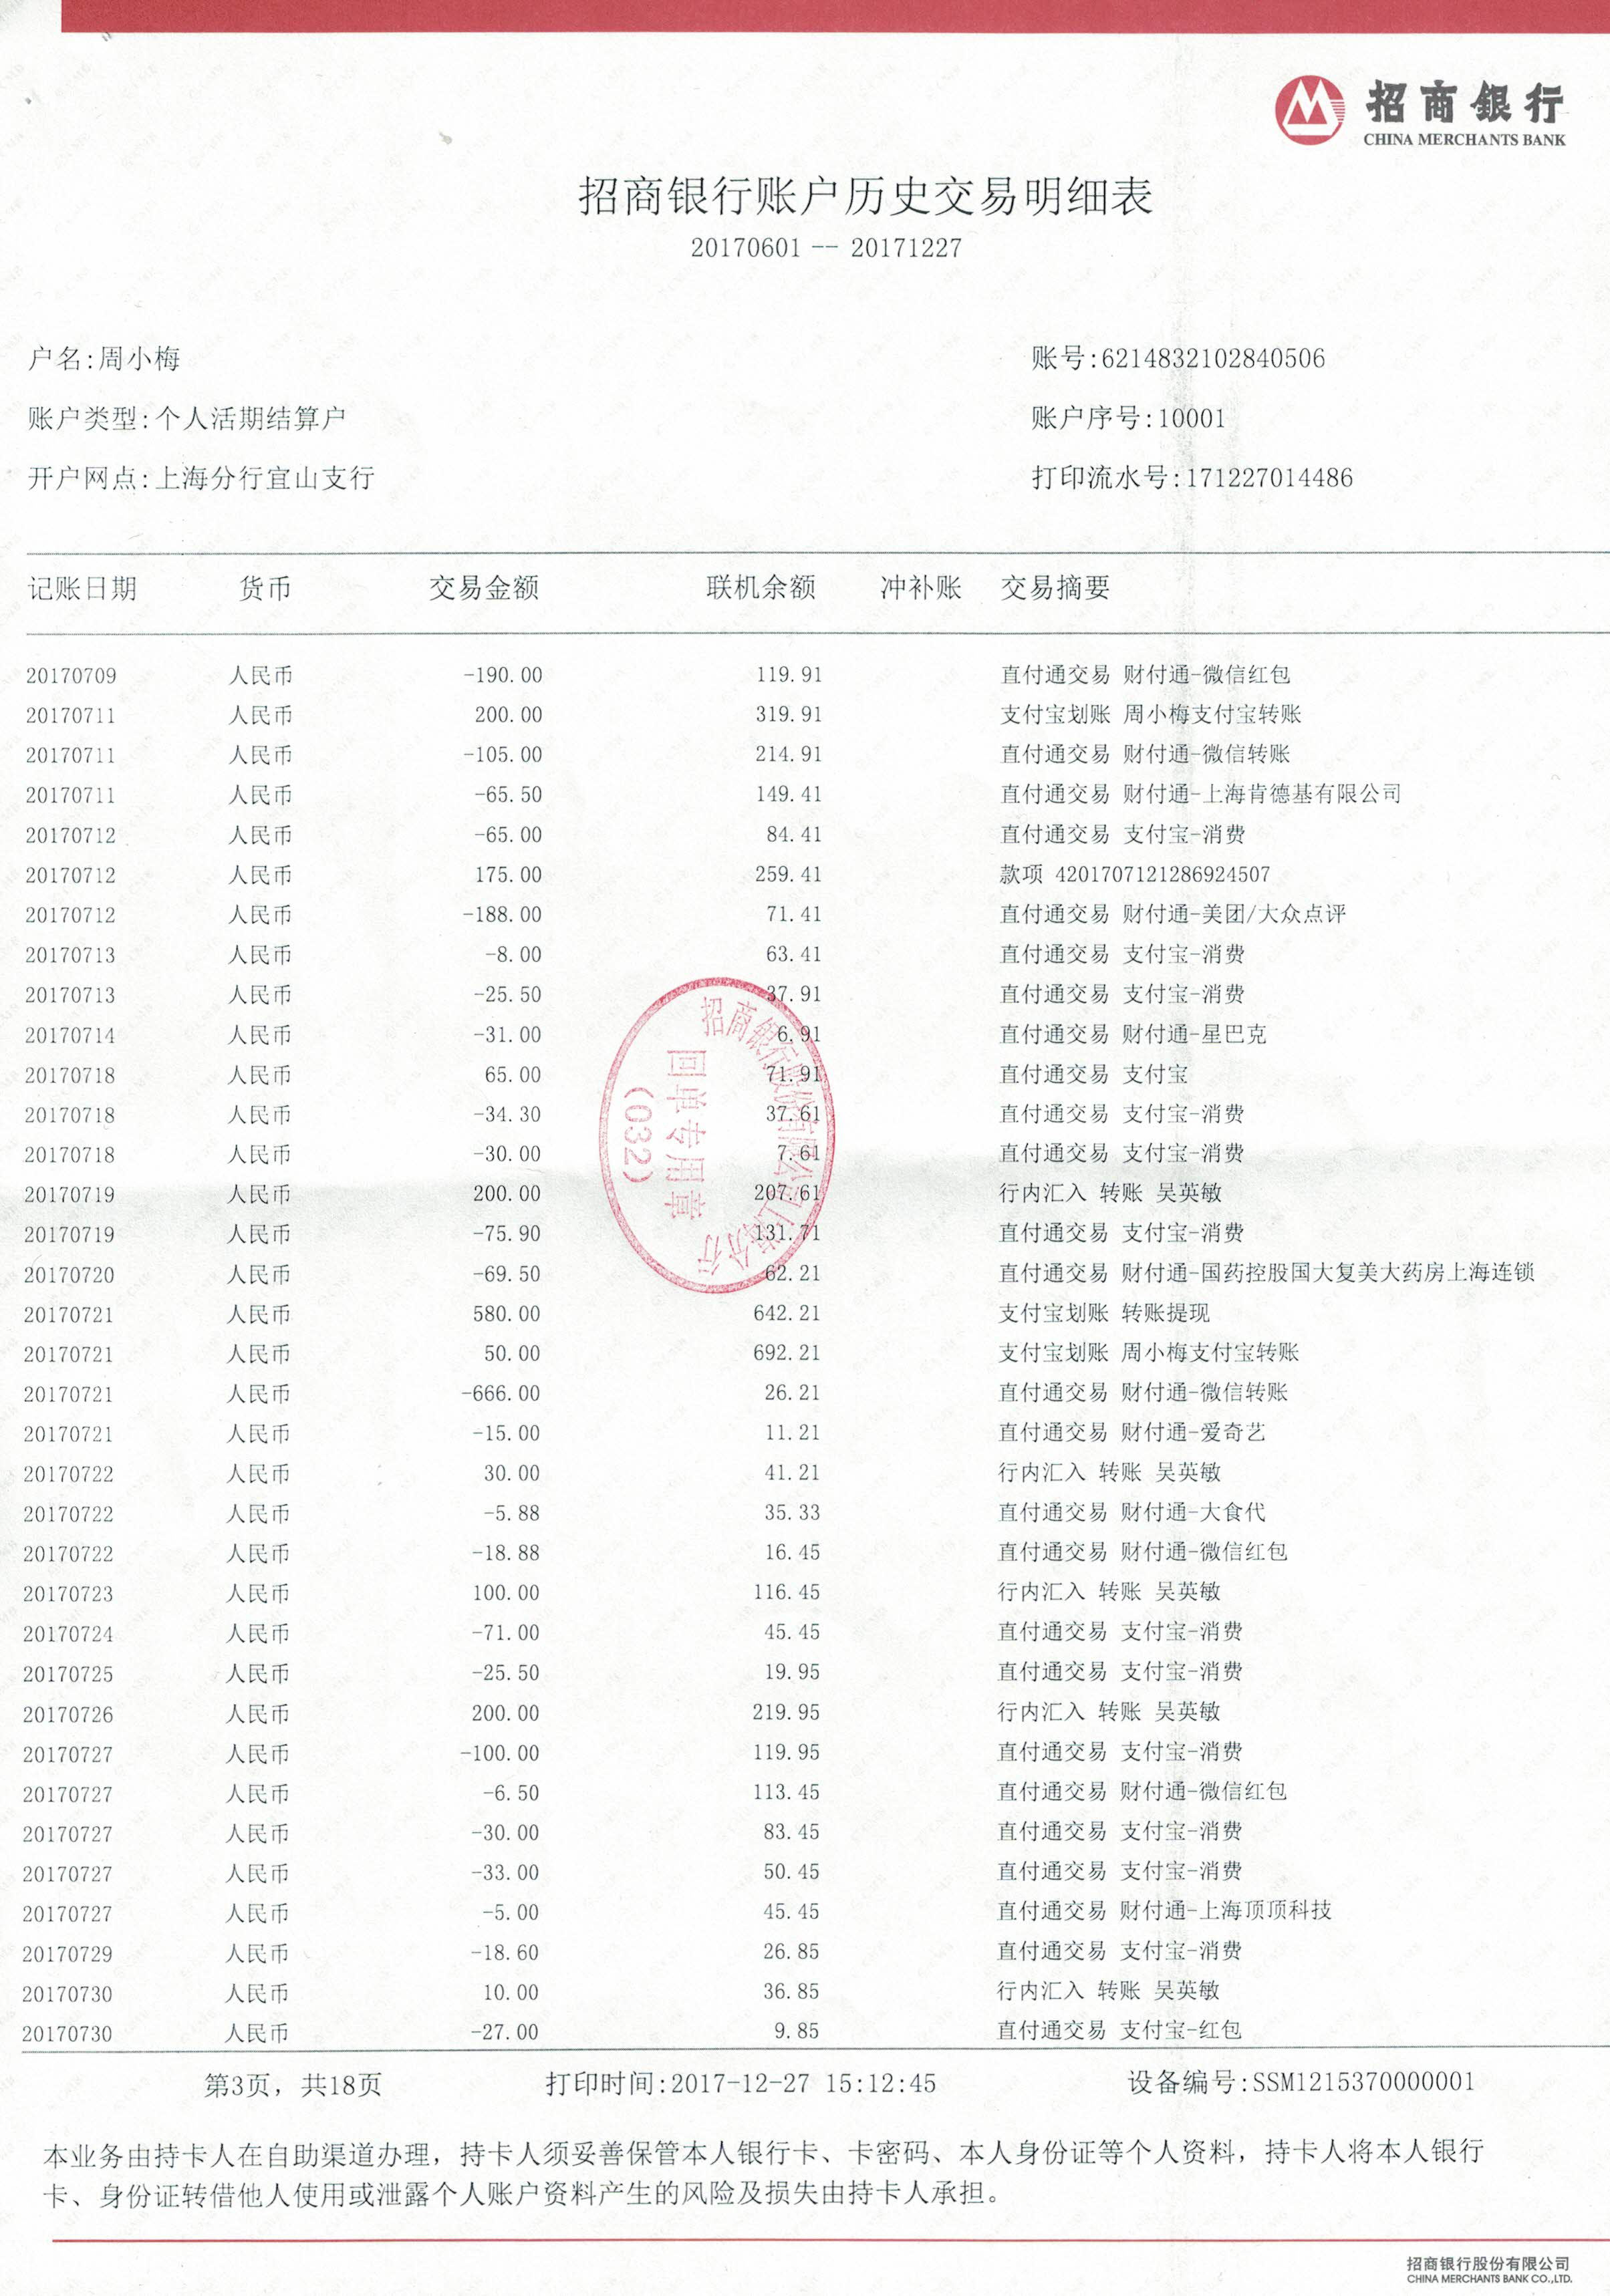 招商銀行
CHINA MERCHANTS BANK
招商银行账户历史交易明细表
20170601 -- 20171227
户名:周小梅 账号:6214832102840506
账户类型:个人活期结算户 账户序号:10001
开户网点:上海分行宜山支行 打印流水号:171227014486
记账日期 货币 交易金额 联机余额 冲补账 交易摘要
20170709 人民币 -190.00 119.91 直付通交易 财付通-微信红包
20170711 人民币 200.00 319.91 支付宝划账 周小梅支付宝转账
20170711 人民币 -105.00 214.91 直付通交易 财付通-微信转账
20170711 人民币 -65.50 149.41 直付通交易 财付通-上海肯德基有限公司
20170712 人民币 -65.00 84.41 直付通交易 支付宝-消费
20170712 人民币 175.00 259.41 款项 4201707121286924507
20170712 人民币 -188.00 71.41 直付通交易 财付通-美团/大众点评
20170713 人民币 -8.00 63.41 直付通交易 支付宝-消费
20170713 人民币 -25.50 37.91 直付通交易 支付宝-消费
20170714 人民币 -31.00 6.91 直付通交易 财付通-星巴克
20170718 人民币 65.00 71.91 直付通交易 支付宝
20170718 人民币 -34.30 37.61 直付通交易 支付宝-消费
20170718 人民币 -30.00 7.61 直付通交易 支付宝-消费
20170719 人民币 200.00 207.61 行内汇入 转账 吴英敏
20170719 人民币 -75.90 131.71 直付通交易 支付宝-消费
20170720 人民币 -69.50 62.21 直付通交易 财付通-国药控股国大复美大药房上海连锁
20170721 人民币 580.00 642.21 支付宝划账 转账提现
20170721 人民币 50.00 692.21 支付宝划账 周小梅支付宝转账
20170721 人民币 -666.00 26.21 直付通交易 财付通-微信转账
20170721 人民币 -15.00 11.21 直付通交易 财付通-爱奇艺
20170722 人民币 30.00 41.21 行内汇入 转账 吴英敏
20170722 人民币 -5.88 35.33 直付通交易 财付通-大食代
20170722 人民币 -18.88 16.45 直付通交易 财付通-微信红包
20170723 人民币 100.00 116.45 行内汇入 转账 吴英敏
20170724 人民币 -71.00 45.45 直付通交易 支付宝-消费
20170725 人民币 -25.50 19.95 直付通交易 支付宝-消费
20170726 人民币 200.00 219.95 行内汇入 转账 吴英敏
20170727 人民币 -100.00 119.95 直付通交易 支付宝-消费
20170727 人民币 -6.50 113.45 直付通交易 财付通-微信红包
20170727 人民币 -30.00 83.45 直付通交易 支付宝-消费
20170727 人民币 -33.00 50.45 直付通交易 支付宝-消费
20170727 人民币 -5.00 45.45 直付通交易 财付通-上海顶顶科技
20170729 人民币 -18.60 26.85 直付通交易 支付宝-消费
20170730 人民币 10.00 36.85 行内汇入 转账 吴英敏
20170730 人民币 -27.00 9.85 直付通交易 支付宝-红包
招商银行股份有限公司上海分行
回单专用章
(032)
第3页, 共18页 打印时间:2017-12-27 15:12:45 设备编号:SSM1215370000001
本业务由持卡人在自助渠道办理, 持卡人须妥善保管本人银行卡、卡密码、本人身份证等个人资料, 持卡人将本人银行
卡、身份证转借他人使用或泄露个人账户资料产生的风险及损失由持卡人承担。
招商银行股份有限公司
CHINA MERCHANTS BANK CO.,LTD.